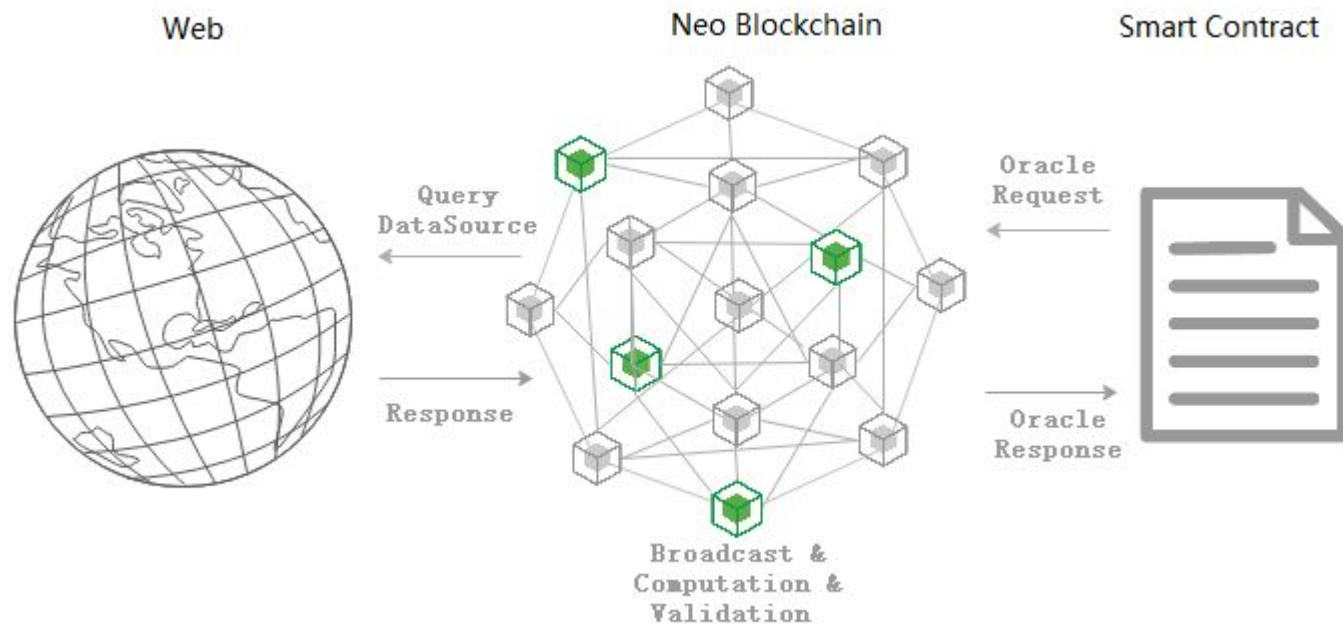 Web
Neo Blockchain
Smart Contract
Query
DataSource
Response
Oracle
Request
Oracle
Response
Broadcast &
Computation &
Validation